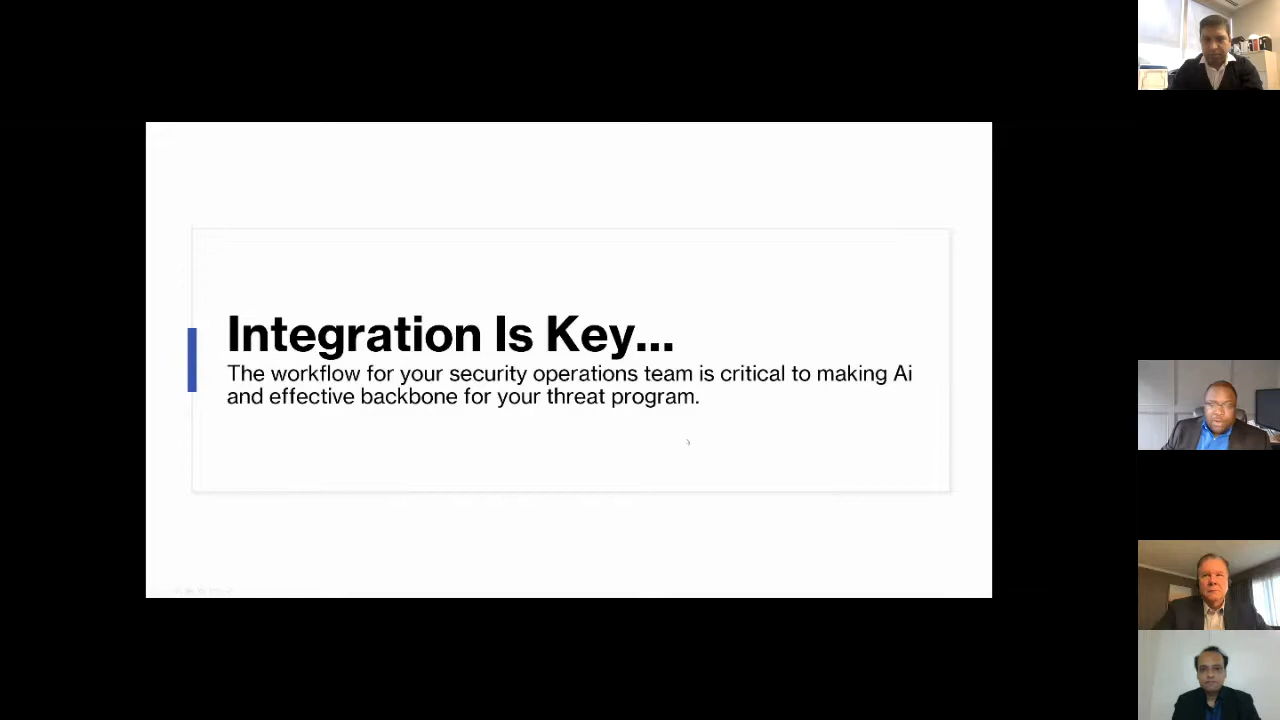 Integration Is Key...
The workflow for your security operations team is critical to making Ai
and effective backbone for your threat program.